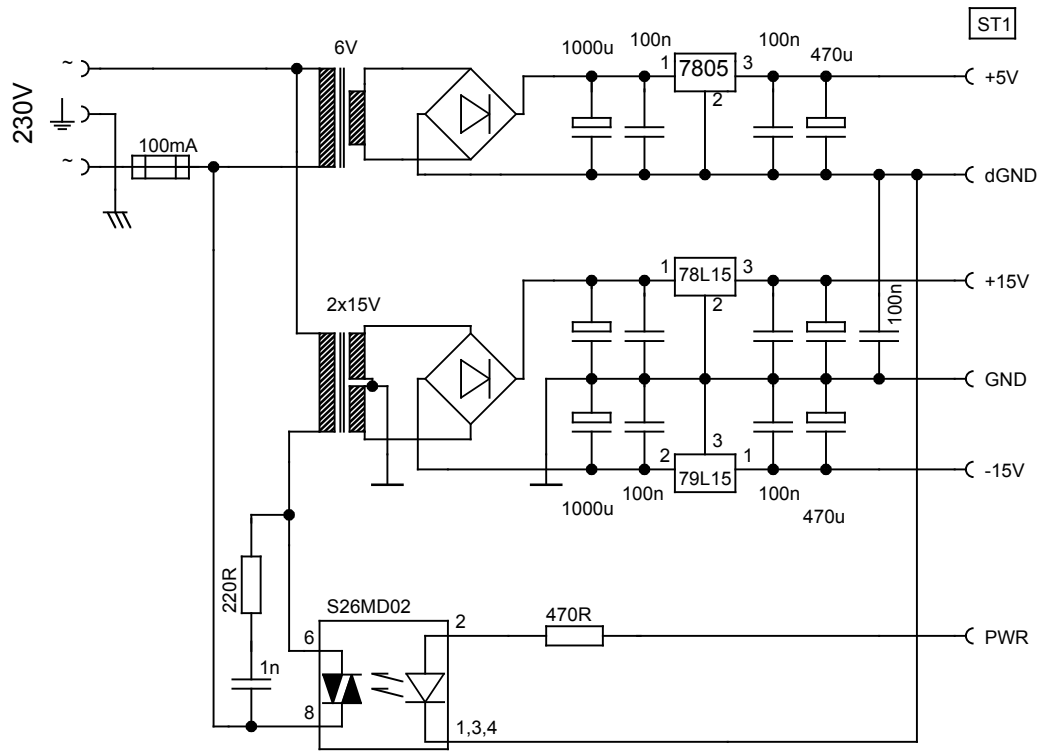 ST1
6V
1000u
100n
100n
470u
~
1
7805
3
+5V
2
230V
100mA
~
dGND
1
78L15
3
+15V
2
100n
2x15V
GND
3
2
79L15
1
-15V
1000u
100n
100n
470u
220R
S26MD02
470R
6
2
PWR
1n
8
1,3,4